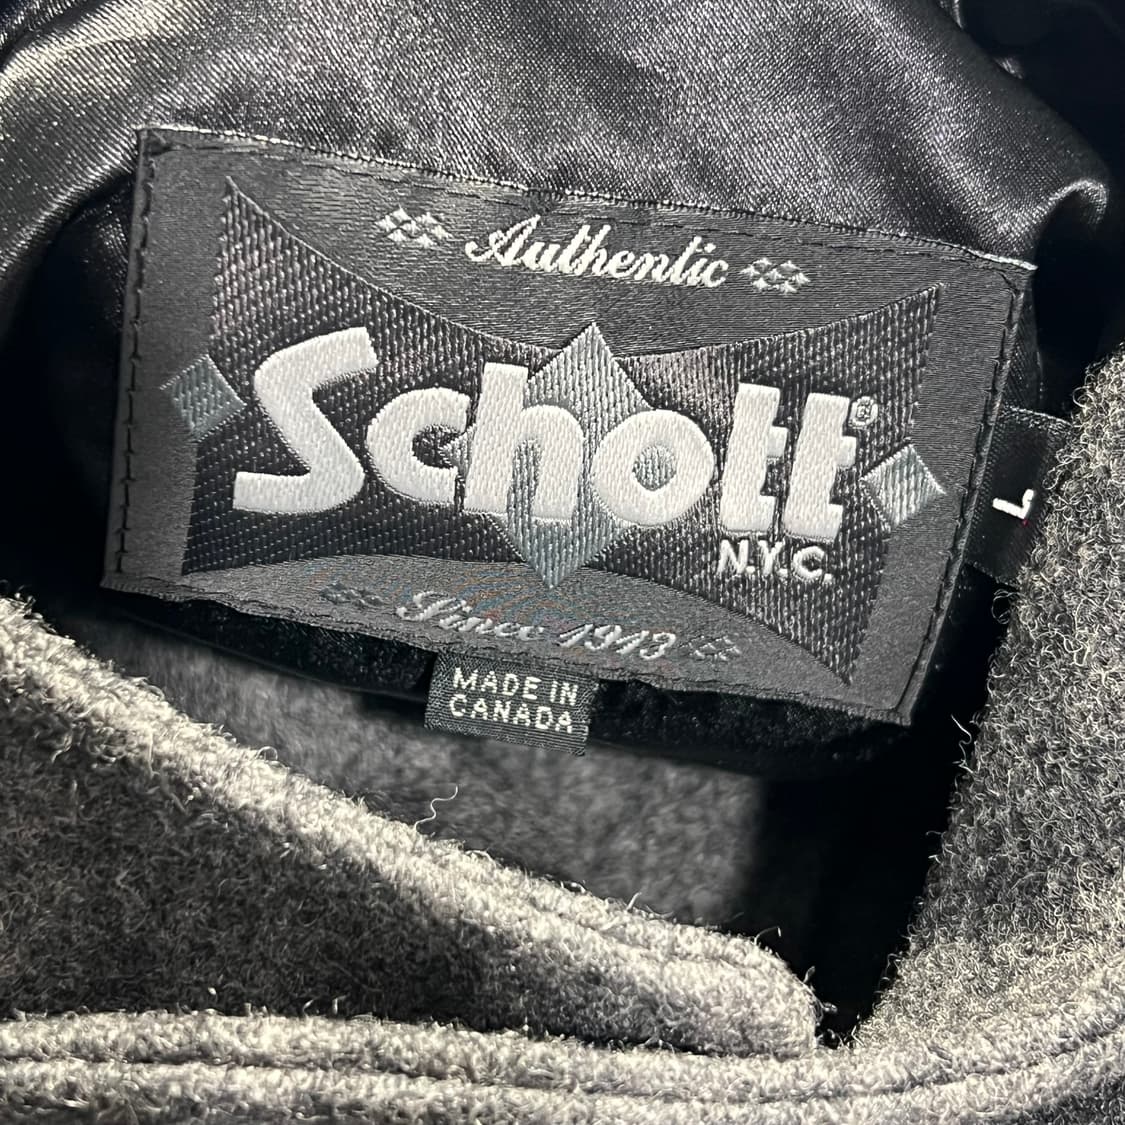 Authentic
Schott®
N.Y.C.
Since 1913
MADE IN
CANADA
L